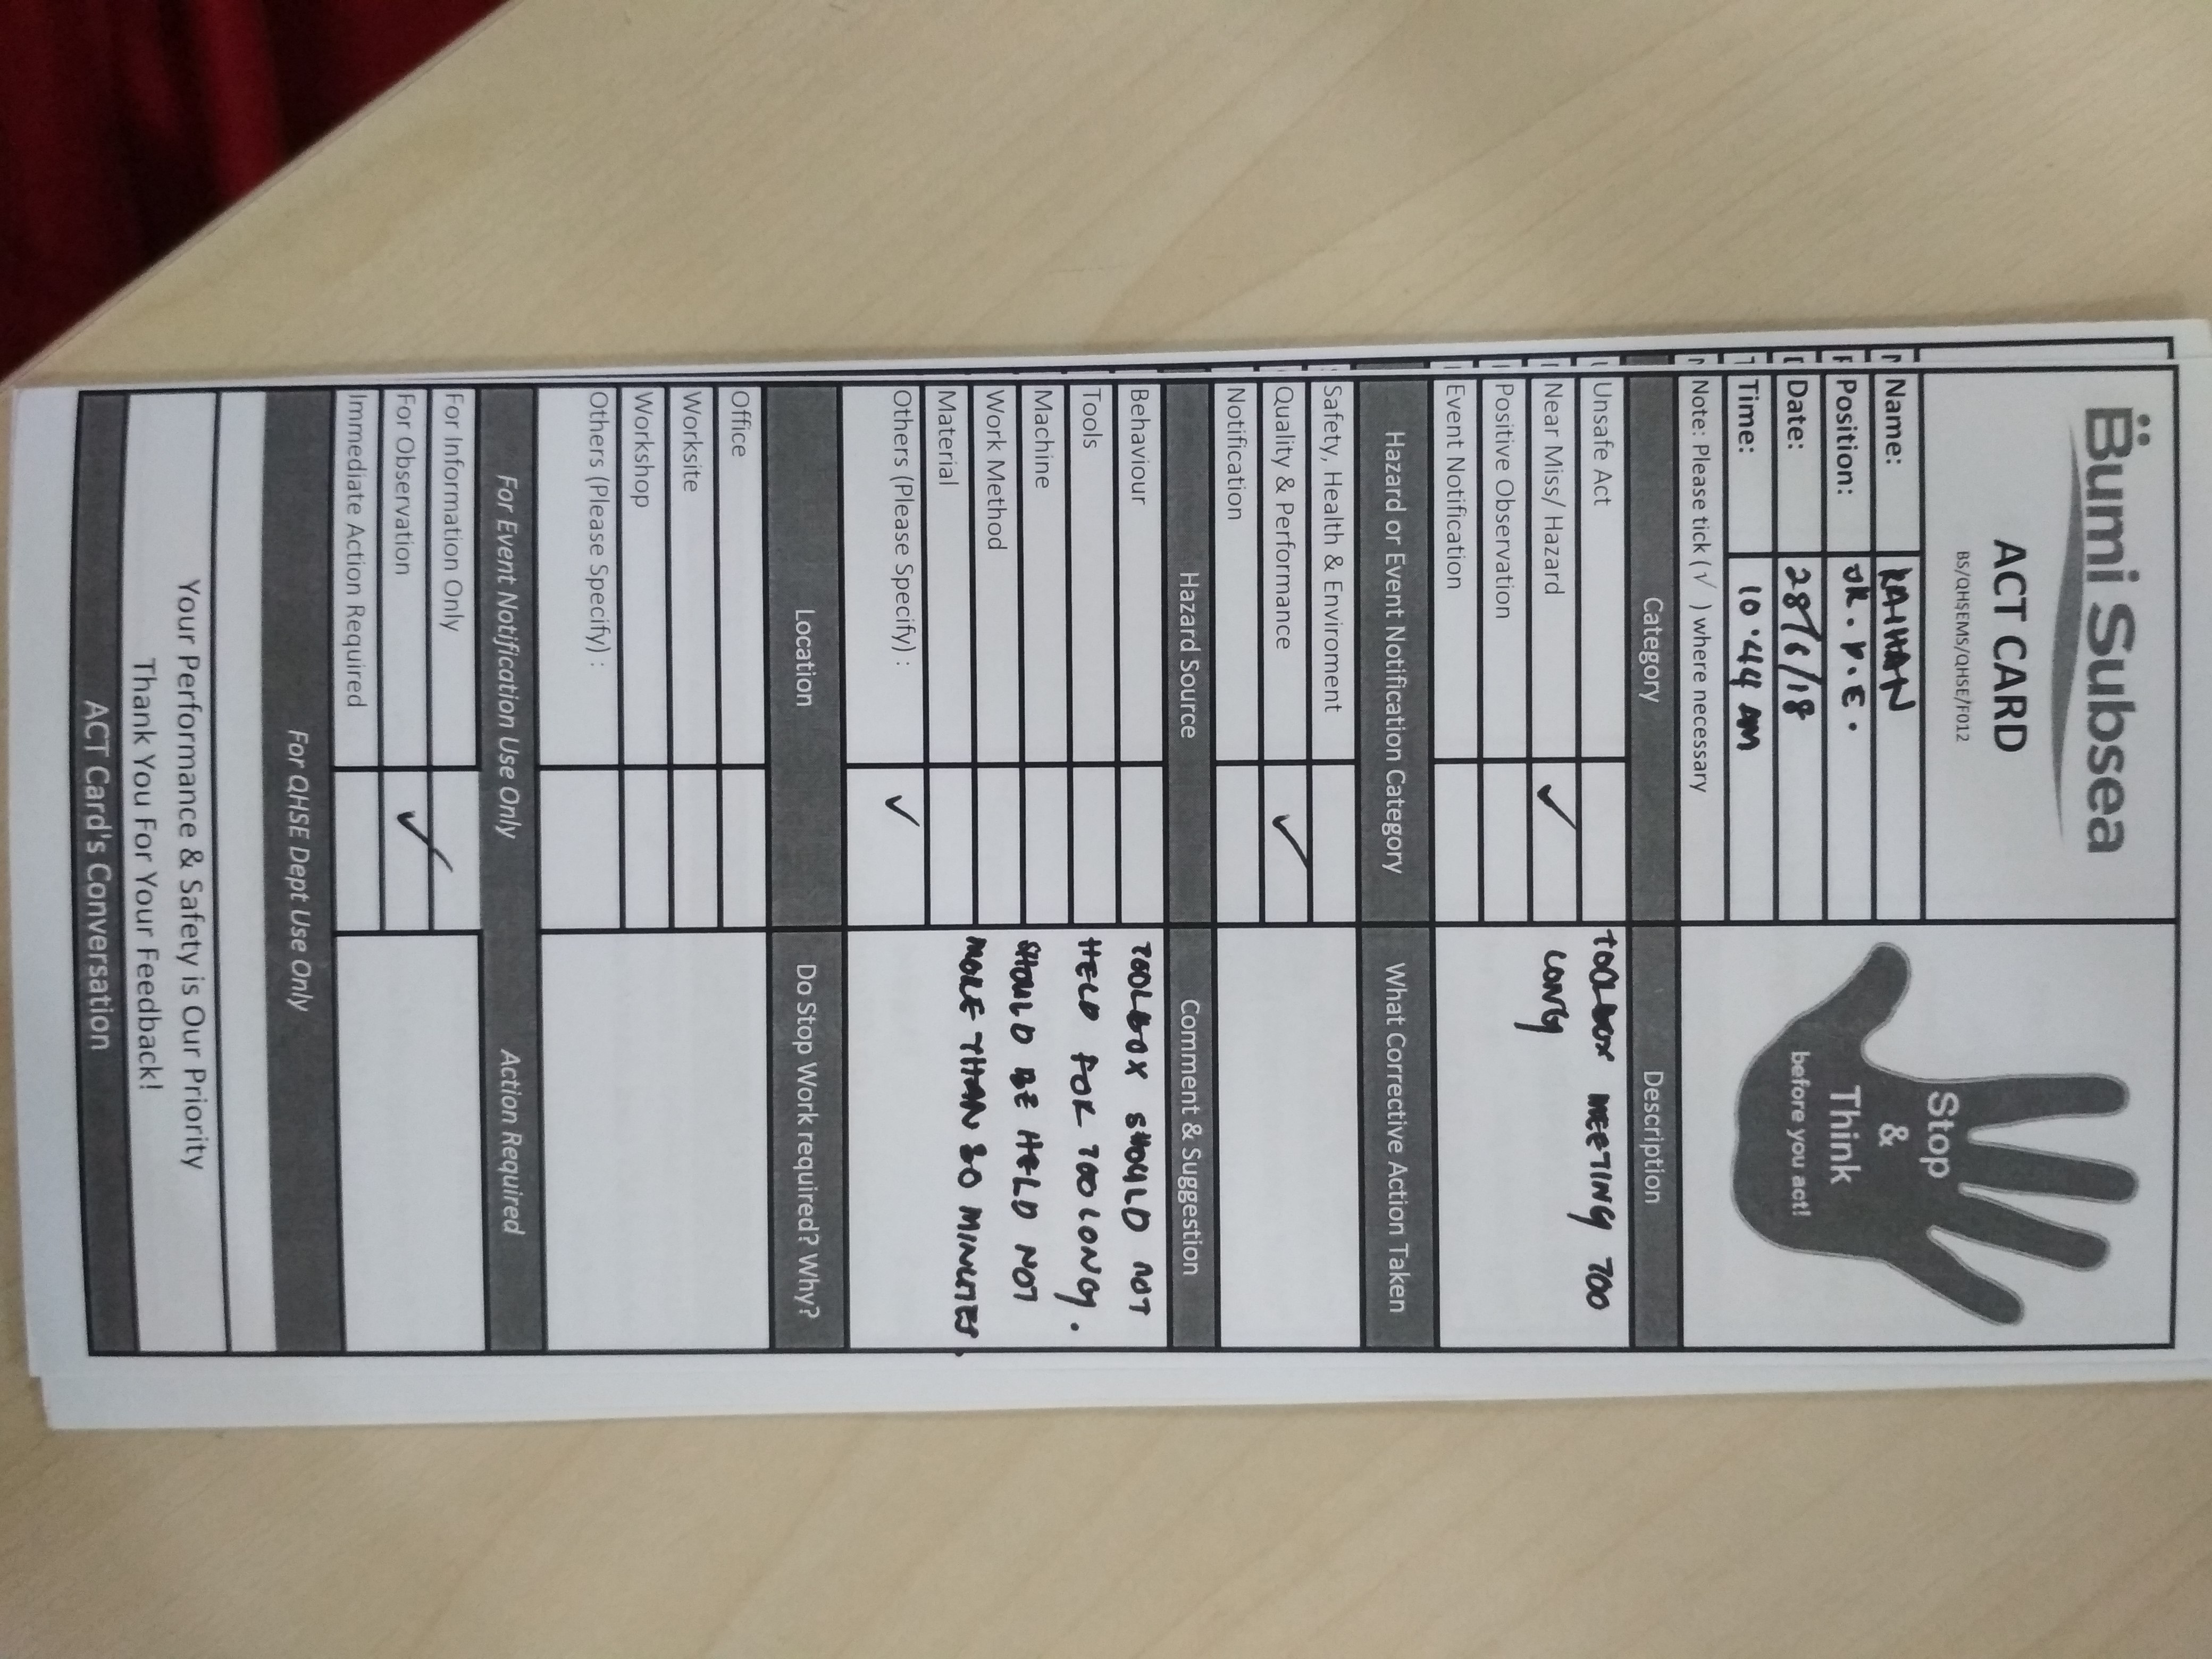 Bumi Subsea
ACT CARD
BS/QHSEMS/QHSE/F012
Stop
&
Think
before you act!
Name: RAIHAN
Position: JR. P.E.
Date: 28/6/18
Time: 10.44 AM
Note: Please tick (√ ) where necessary
Category
Description
Unsafe Act
Near Miss/ Hazard ✓
Positive Observation
Event Notification
TOOLBOX MEETING TOO
LONG
Hazard or Event Notification Category
What Corrective Action Taken
Safety, Health & Enviroment
Quality & Performance ✓
Notification
Hazard Source
Comment & Suggestion
Behaviour
Tools
Machine
Work Method
Material
Others (Please Specify) : ✓
TOOLBOX SHOULD NOT
HELD FOR TOO LONG.
SHOULD BE HELD NOT
MORE THAN 30 MINUTES
Location
Do Stop Work required? Why?
Office
Worksite
Workshop
Others (Please Specify) :
For Event Notification Use Only
Action Required
For Information Only
For Observation ✓
Immediate Action Required
For QHSE Dept Use Only
Your Performance & Safety is Our Priority
Thank You For Your Feedback!
ACT Card's Conversation